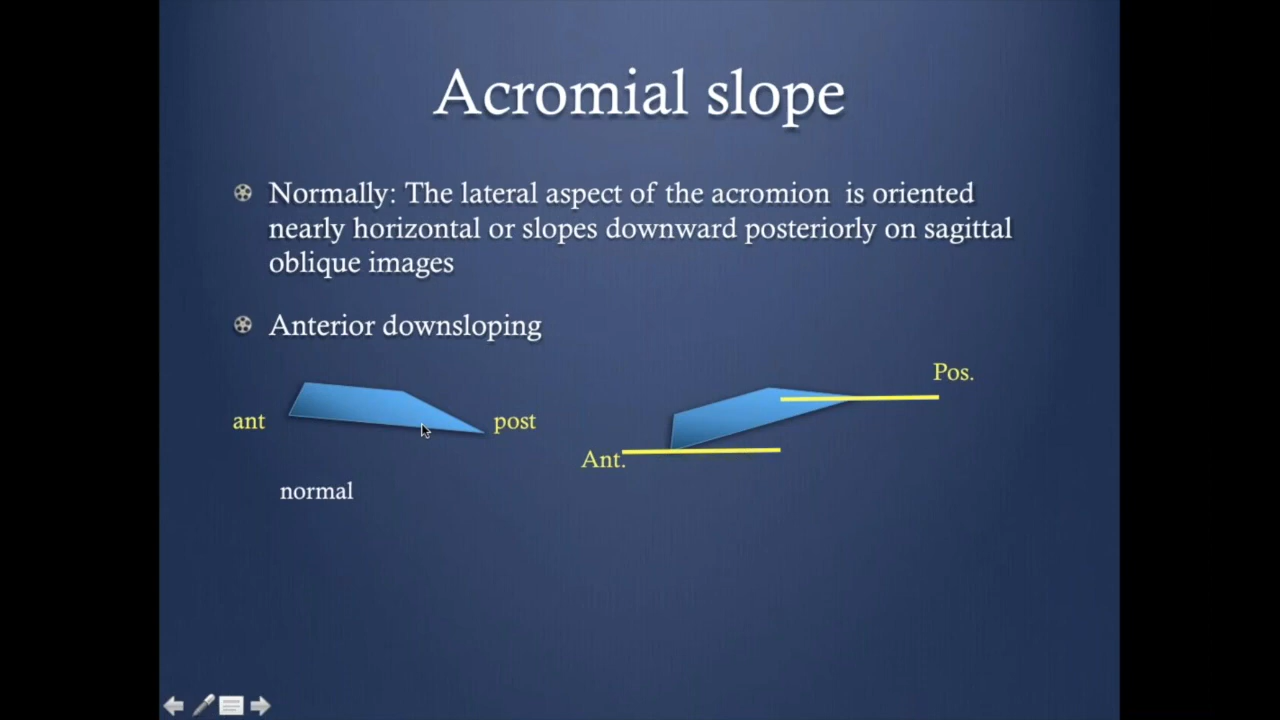 Acromial slope
Normally: The lateral aspect of the acromion is oriented
nearly horizontal or slopes downward posteriorly on sagittal
oblique images
Anterior downsloping
Pos.
ant
post
Ant.
normal